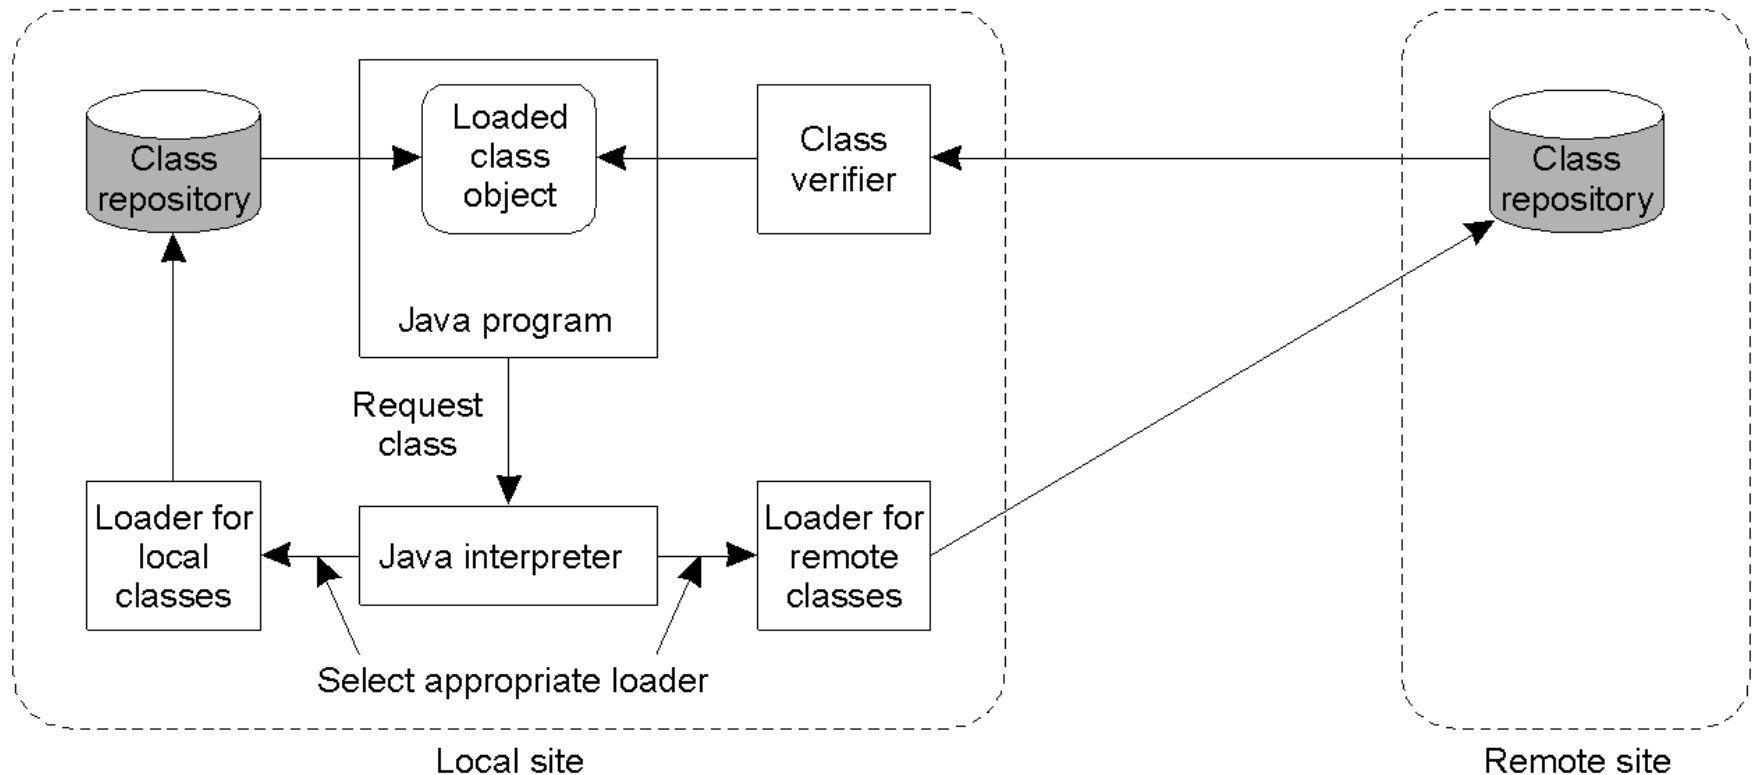 Class
repository
Loaded
class
object
Java program
Class
verifier
Class
repository
Request
class
Loader for
local
classes
Java interpreter
Loader for
remote
classes
Select appropriate loader
Local site
Remote site